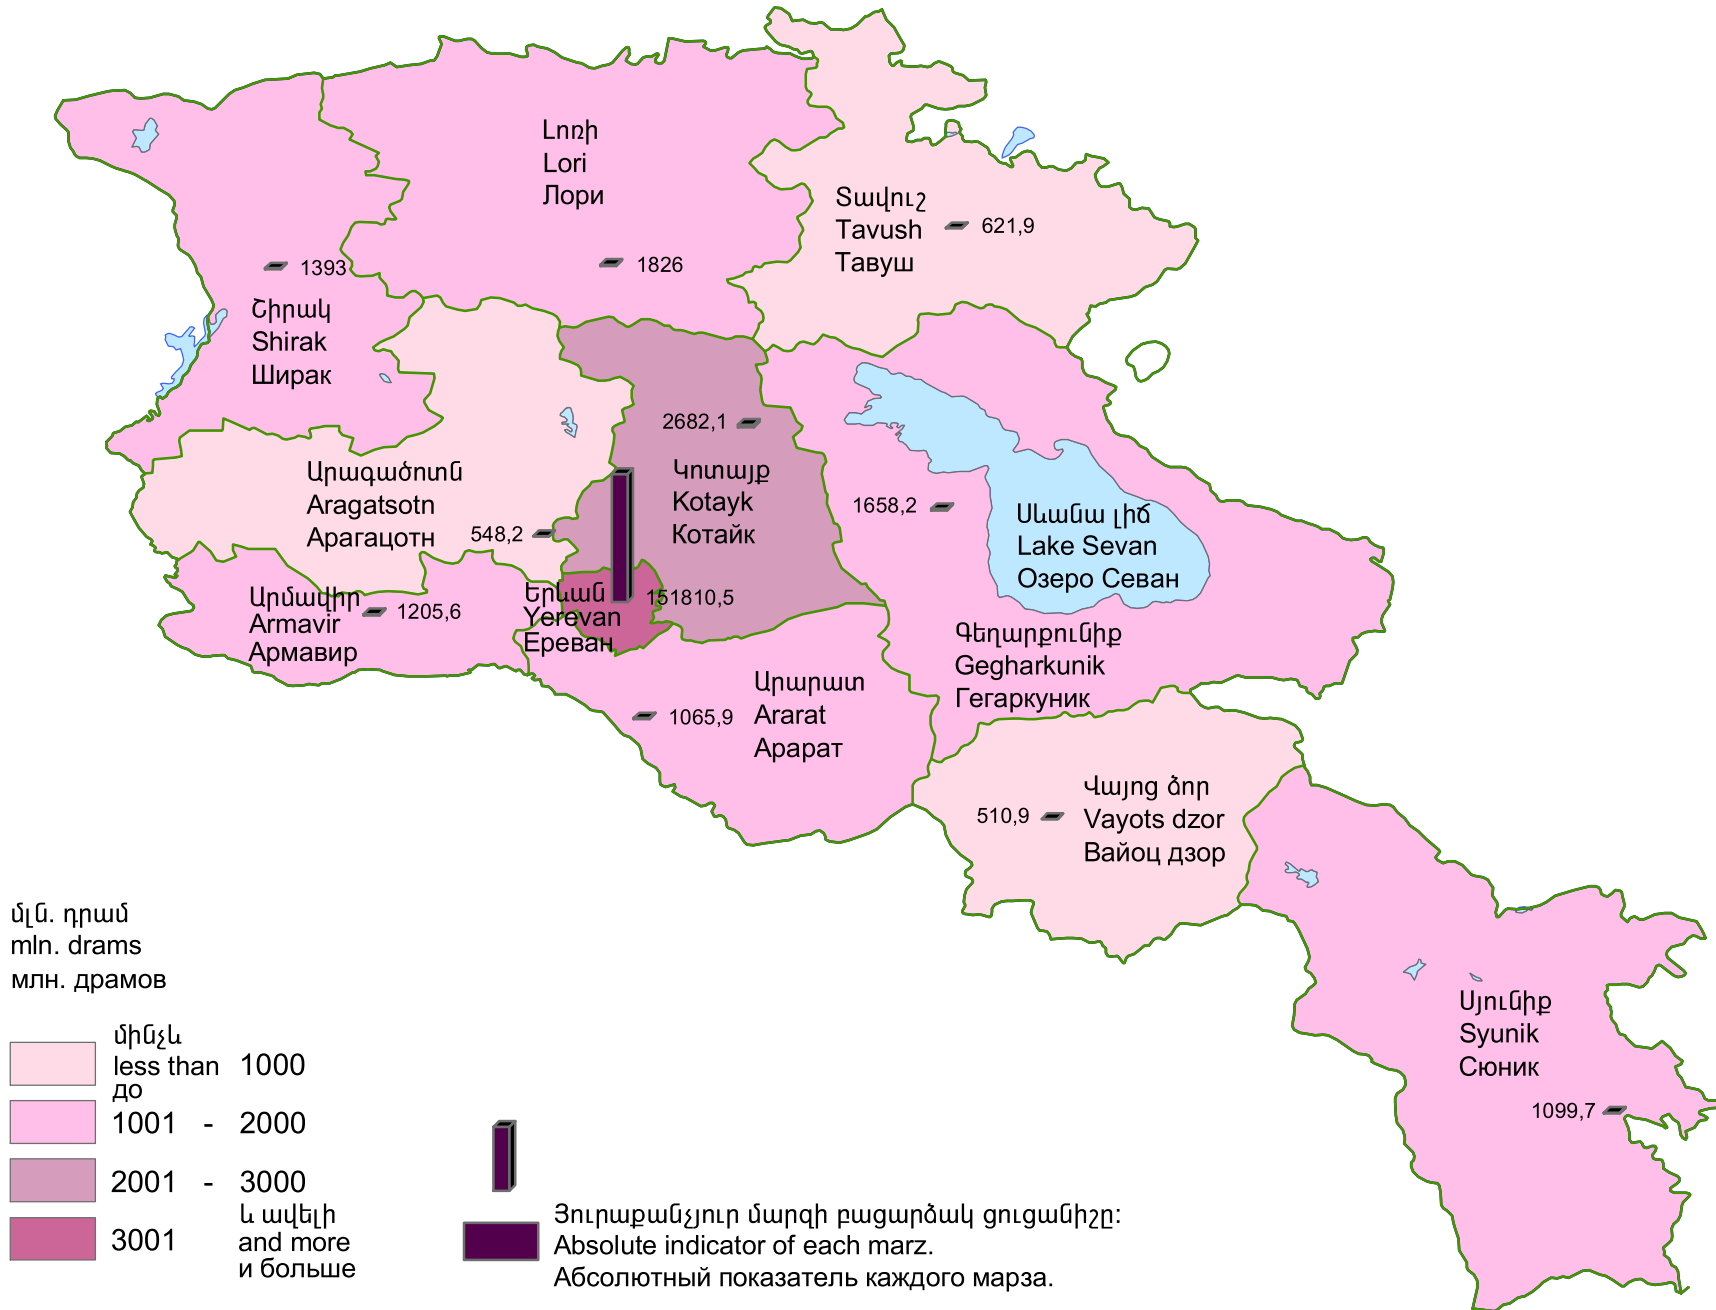 Լոռի
Lori
Лори
1826
Տավուշ
Tavush
Тавуш
621,9
1393
Շիրակ
Shirak
Ширак
2682,1
Կոտայք
Kotayk
Котайк
Արագածոտն
Aragatsotn
Арагацотн
548,2
1658,2
Սևանա լիճ
Lake Sevan
Озеро Севан
Արմավիր
Armavir
Армавир
1205,6
Երևան
Yerevan
Ереван
151810,5
Գեղարքունիք
Gegharkunik
Гегаркуник
Արարատ
Ararat
Арарат
1065,9
Վայոց ձոր
Vayots dzor
Вайоц дзор
510,9
Սյունիք
Syunik
Сюник
1099,7
մլն. դրամ
mln. drams
млн. драмов
մինչև
less than 1000
до
1001 - 2000
2001 - 3000
և ավելի
3001 and more
и больше
Յուրաքանչյուր մարզի բացարձակ ցուցանիշը:
Absolute indicator of each marz.
Абсолютный показатель каждого марза.